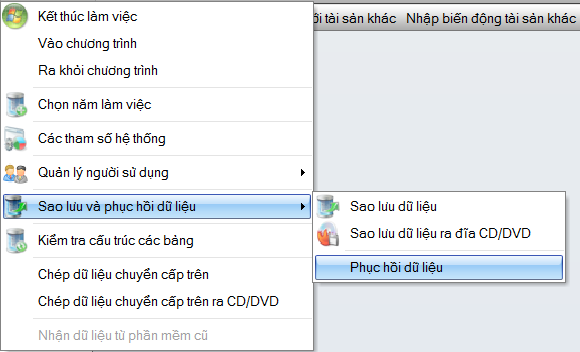 Kết thúc làm việc
Vào chương trình
Ra khỏi chương trình
Chọn năm làm việc
Các tham số hệ thống
Quản lý người sử dụng
Sao lưu và phục hồi dữ liệu
Kiểm tra cấu trúc các bảng
Chép dữ liệu chuyển cấp trên
Chép dữ liệu chuyển cấp trên ra CD/DVD
Nhận dữ liệu từ phần mềm cũ
tài sản khác Nhập biến động tài sản khác
Sao lưu dữ liệu
Sao lưu dữ liệu ra đĩa CD/DVD
Phục hồi dữ liệu